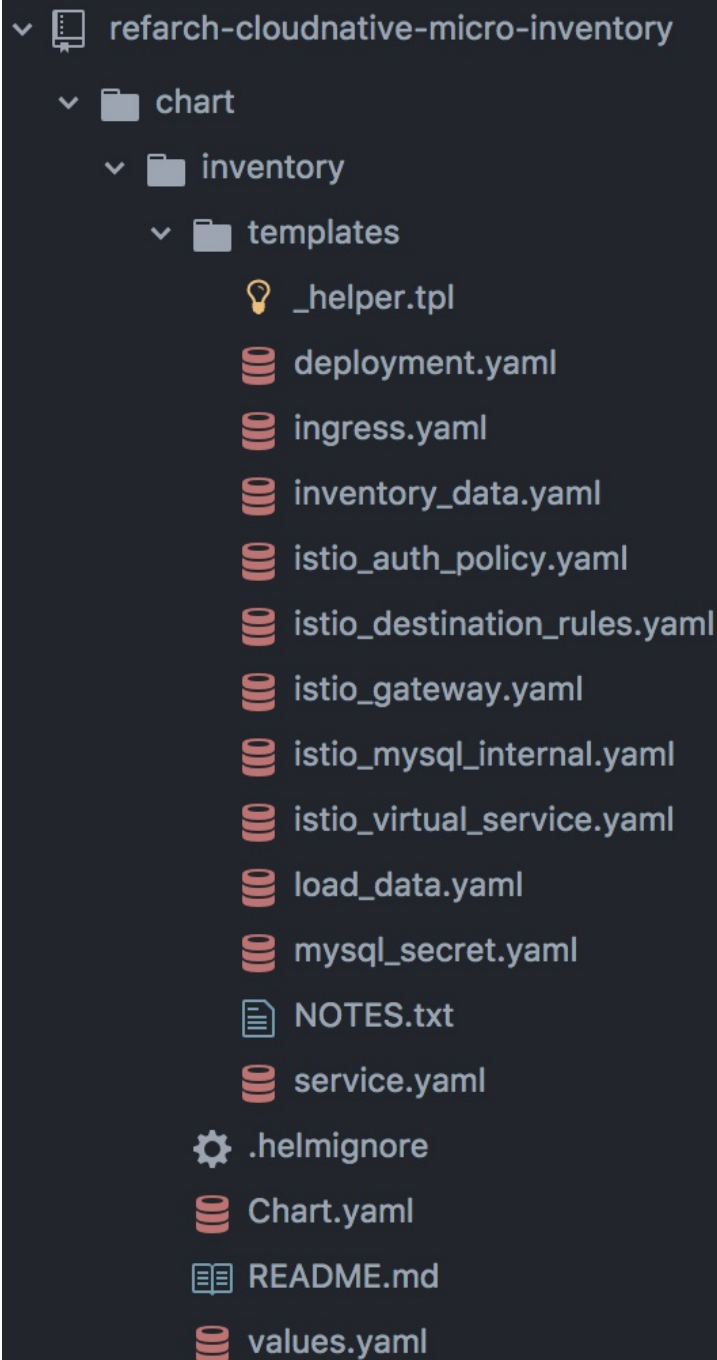 refarch-cloudnative-micro-inventory
chart
inventory
templates
_helper.tpl
deployment.yaml
ingress.yaml
inventory_data.yaml
istio_auth_policy.yaml
istio_destination_rules.yaml
istio_gateway.yaml
istio_mysql_internal.yaml
istio_virtual_service.yaml
load_data.yaml
mysql_secret.yaml
NOTES.txt
service.yaml
.helmignore
Chart.yaml
README.md
values.yaml